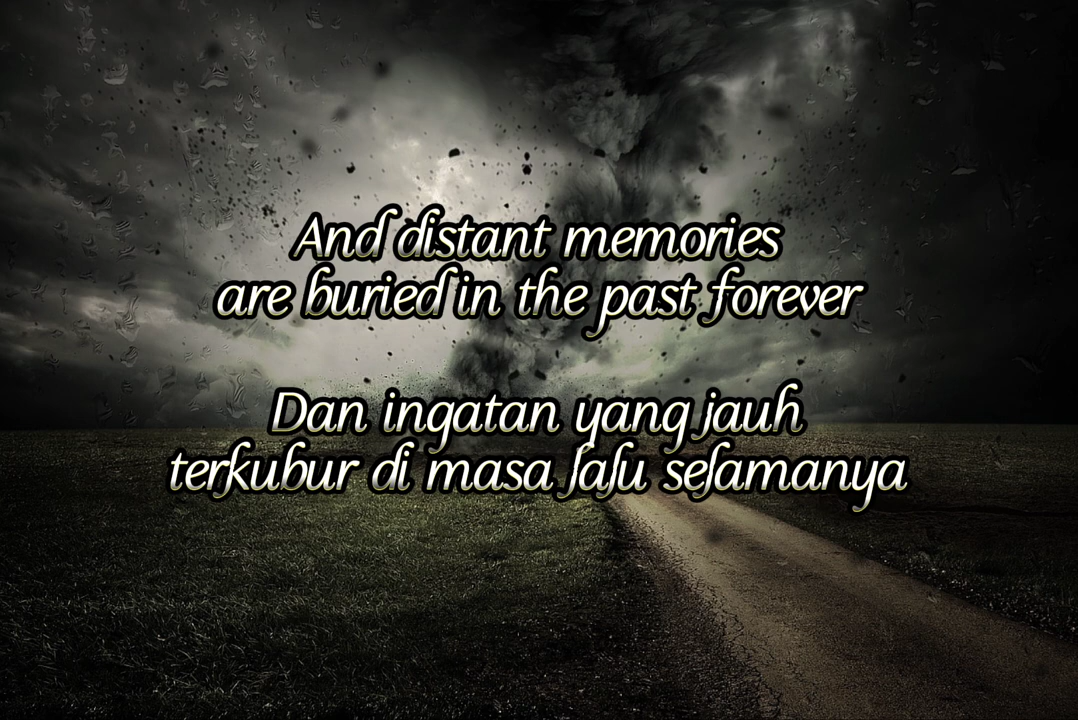 And distant memories
are buried in the past forever
Dan ingatan yang jauh
terkubur di masa lalu selamanya